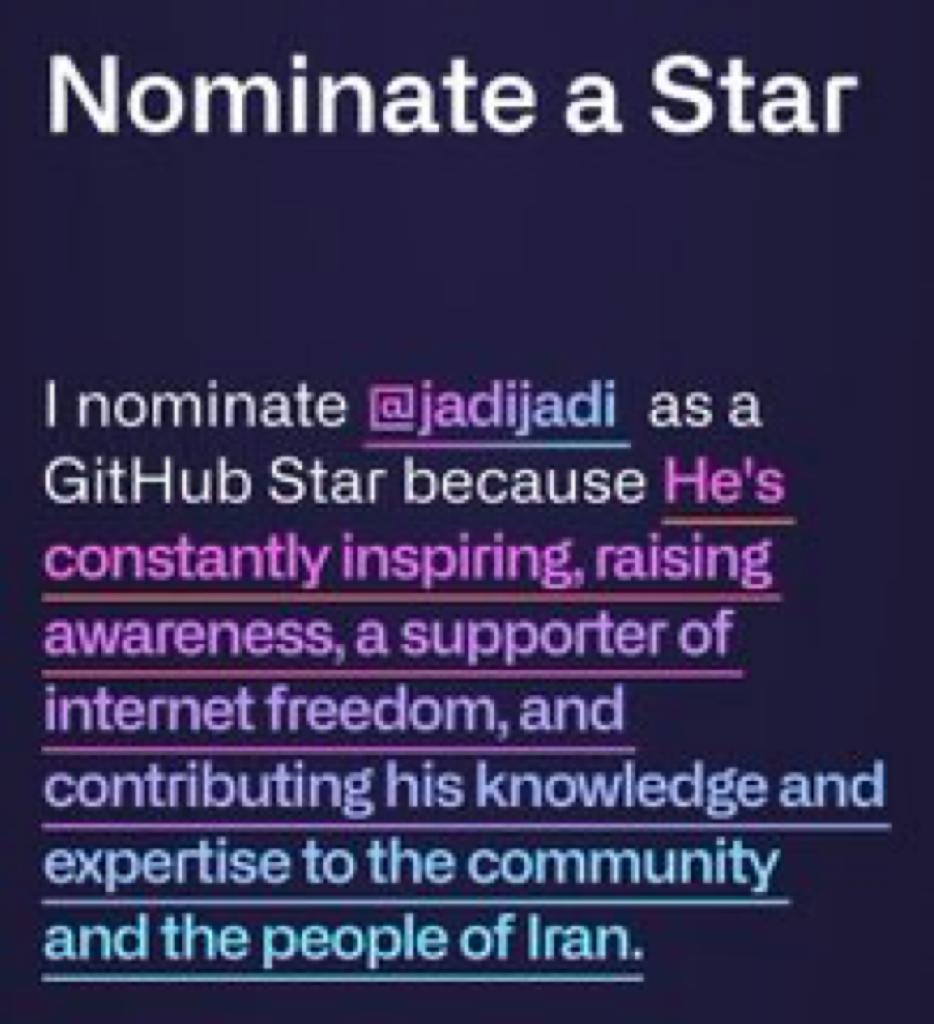 Nominate a Star
I nominate @jadijadi as a
GitHub Star because He's
constantly inspiring, raising
awareness, a supporter of
internet freedom, and
contributing his knowledge and
expertise to the community
and the people of Iran.